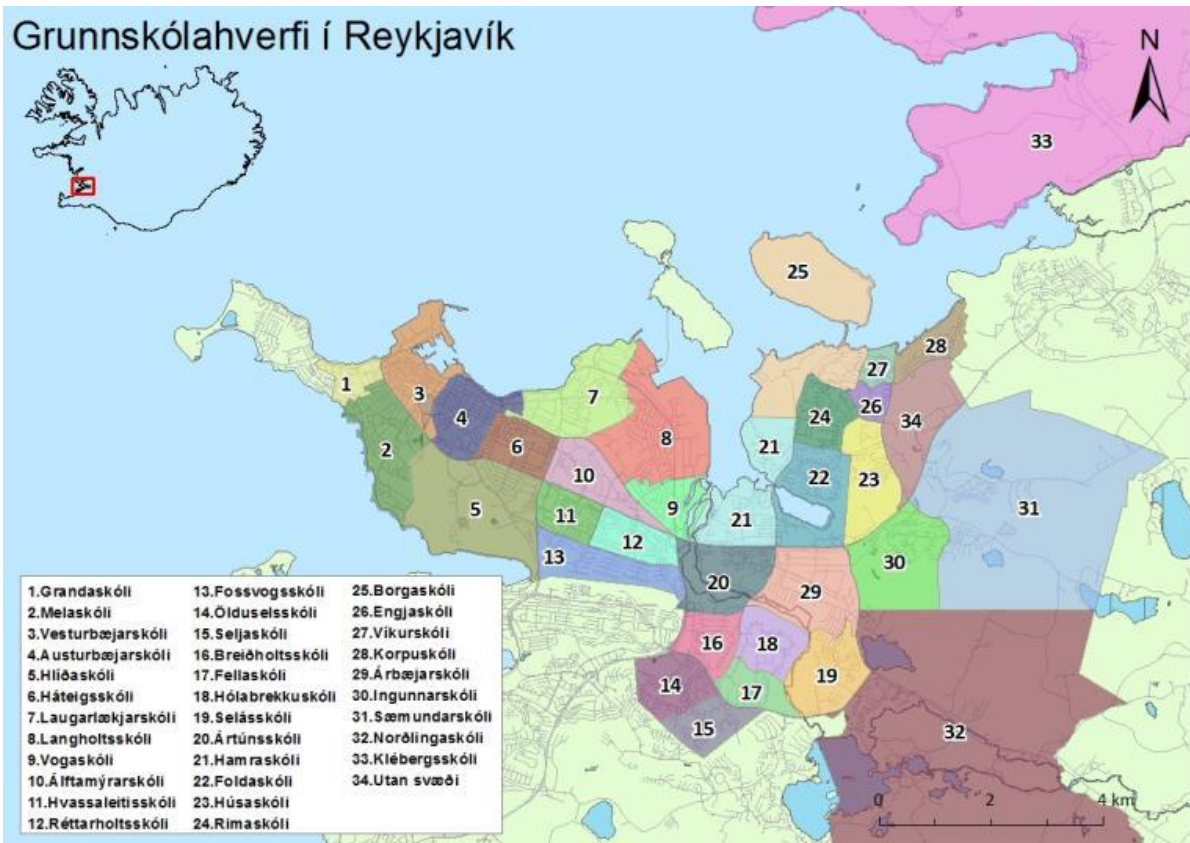 Grunnskólahverfi í Reykjavík
N
33
25
28
27
1
3
7
26
4
24
34
6
8
2
21
10
22
23
5
9
31
11
21
12
13
30
20
29
16
18
19
14
17
15
32
0 2 4 km
1.Grandaskóli
2.Melaskóli
3.Vesturbæjarskóli
4.Austurbæjarskóli
5.Hlíðaskóli
6.Háteigsskóli
7.Laugarlækjarskóli
8.Langholtsskóli
9.Vogaskóli
10.Álftamýrarskóli
11.Hvassaleitisskóli
12.Réttarholtsskóli
13.Fossvogsskóli
14.Ölduselsskóli
15.Seljaskóli
16.Breiðholtsskóli
17.Fellaskóli
18.Hólabrekkuskóli
19.Selásskóli
20.Ártúnsskóli
21.Hamraskóli
22.Foldaskóli
23.Húsaskóli
24.Rimaskóli
25.Borgaskóli
26.Engjaskóli
27.Víkurskóli
28.Korpuskóli
29.Árbæjarskóli
30.Ingunnarskóli
31.Sæmundarskóli
32.Norðlingaskóli
33.Klébergsskóli
34.Utan svæði